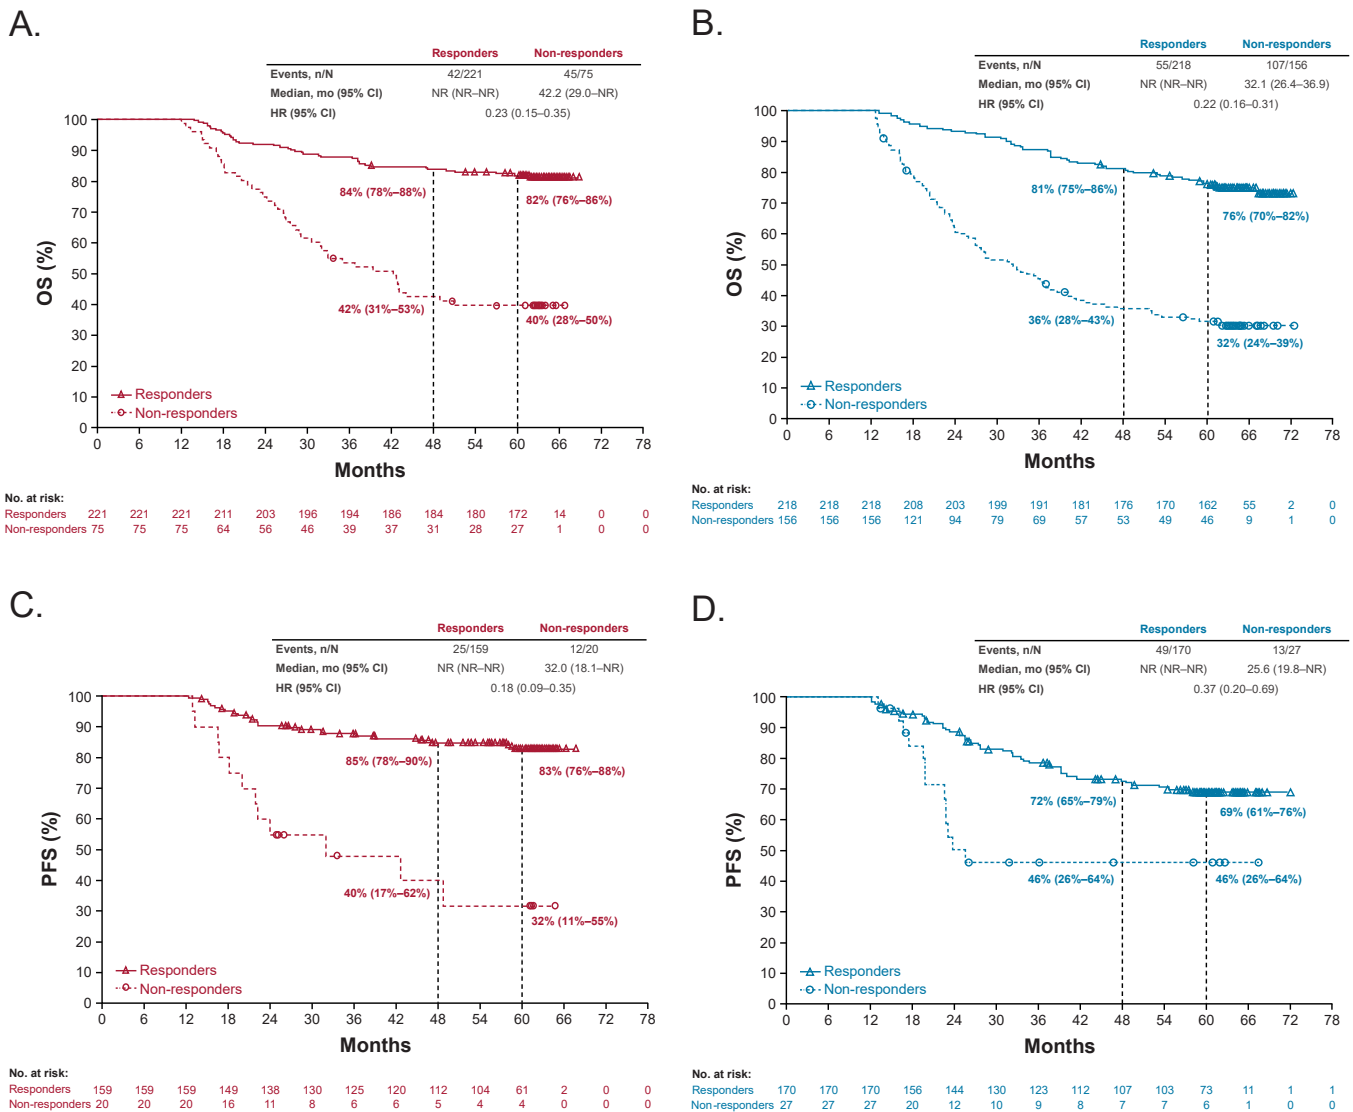 A.
Responders Non-responders
Events, n/N 42/221 45/75
Median, mo (95% CI) NR (NR–NR) 42.2 (29.0–NR)
HR (95% CI) 0.23 (0.15–0.35)
100
90
80
70
60
50
40
30
20
10
0
OS (%)
84% (78%–88%)
82% (76%–86%)
42% (31%–53%)
40% (28%–50%)
Responders
Non-responders
0 6 12 18 24 30 36 42 48 54 60 66 72 78
Months
No. at risk:
Responders 221 221 221 211 203 196 194 186 184 180 172 14 0 0
Non-responders 75 75 75 64 56 46 39 37 31 28 27 1 0 0
B.
Responders Non-responders
Events, n/N 55/218 107/156
Median, mo (95% CI) NR (NR–NR) 32.1 (26.4–36.9)
HR (95% CI) 0.22 (0.16–0.31)
100
90
80
70
60
50
40
30
20
10
0
OS (%)
81% (75%–86%)
76% (70%–82%)
36% (28%–43%)
32% (24%–39%)
Responders
Non-responders
0 6 12 18 24 30 36 42 48 54 60 66 72 78
Months
No. at risk:
Responders 218 218 218 208 203 199 191 181 176 170 162 55 2 0
Non-responders 156 156 156 121 94 79 69 57 53 49 46 9 1 0
C.
Responders Non-responders
Events, n/N 25/159 12/20
Median, mo (95% CI) NR (NR–NR) 32.0 (18.1–NR)
HR (95% CI) 0.18 (0.09–0.35)
100
90
80
70
60
50
40
30
20
10
0
PFS (%)
85% (78%–90%)
83% (76%–88%)
40% (17%–62%)
32% (11%–55%)
Responders
Non-responders
0 6 12 18 24 30 36 42 48 54 60 66 72 78
Months
No. at risk:
Responders 159 159 159 149 138 130 125 120 112 104 61 2 0 0
Non-responders 20 20 20 16 11 8 6 6 5 4 4 0 0 0
D.
Responders Non-responders
Events, n/N 49/170 13/27
Median, mo (95% CI) NR (NR–NR) 25.6 (19.8–NR)
HR (95% CI) 0.37 (0.20–0.69)
100
90
80
70
60
50
40
30
20
10
0
PFS (%)
72% (65%–79%)
69% (61%–76%)
46% (26%–64%)
46% (26%–64%)
Responders
Non-responders
0 6 12 18 24 30 36 42 48 54 60 66 72 78
Months
No. at risk:
Responders 170 170 170 156 144 130 123 112 107 103 73 11 1 1
Non-responders 27 27 27 20 12 10 9 8 7 7 6 1 0 0